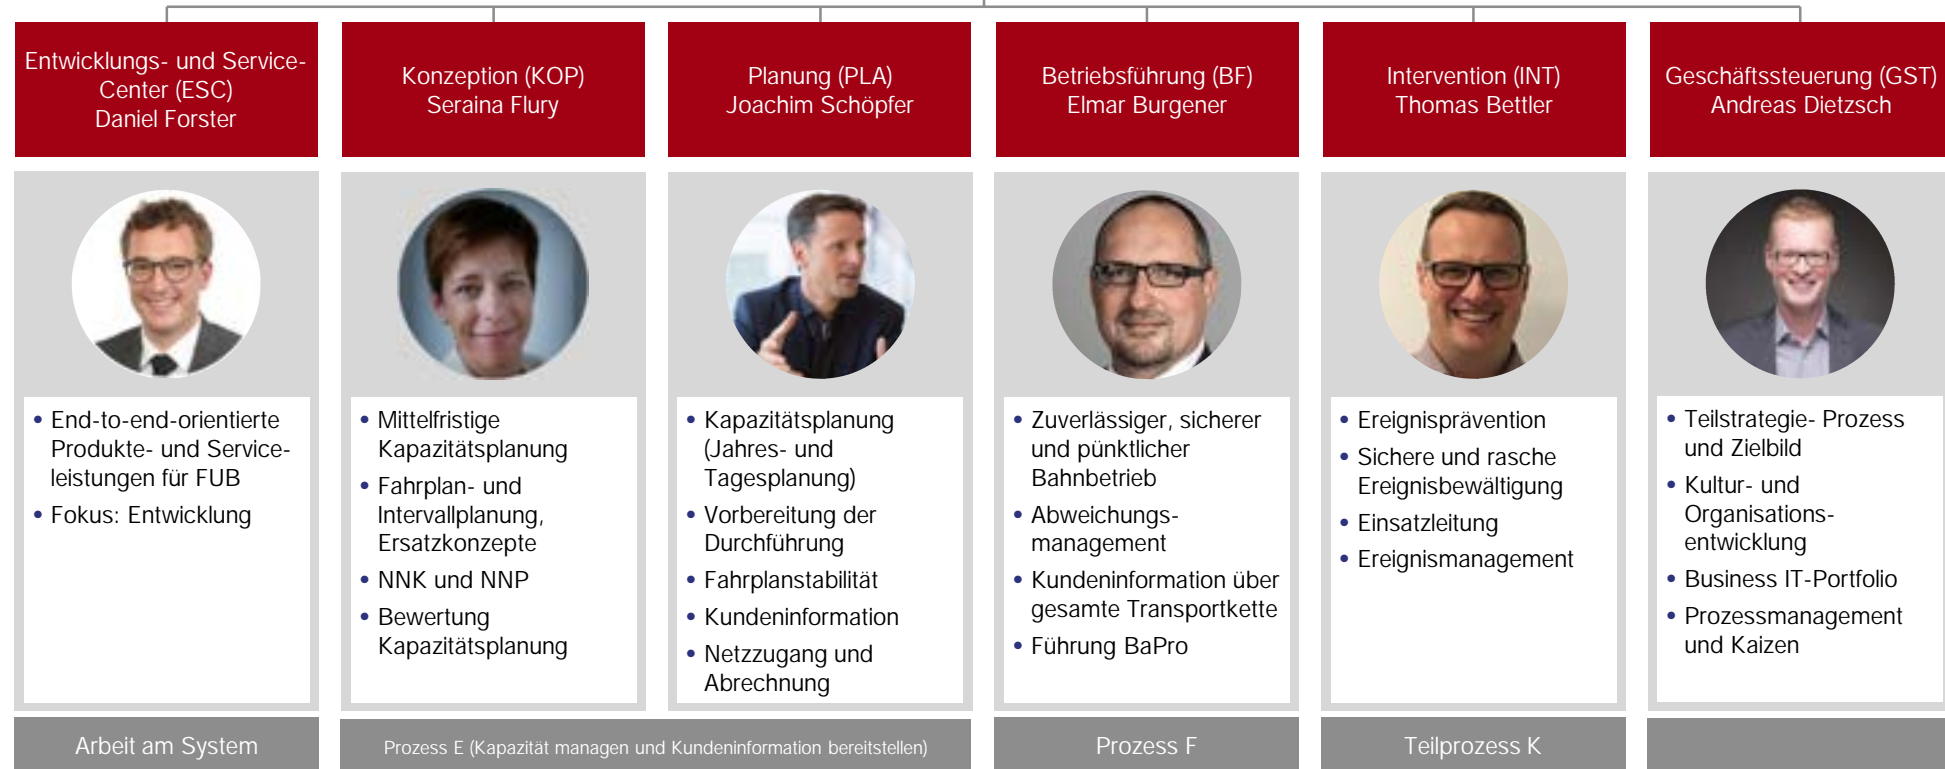 Entwicklungs- und Service-
Center (ESC)
Daniel Forster
Konzeption (KOP)
Seraina Flury
Planung (PLA)
Joachim Schöpfer
Betriebsführung (BF)
Elmar Burgener
Intervention (INT)
Thomas Bettler
Geschäftssteuerung (GST)
Andreas Dietzsch
• End-to-end-orientierte
Produkte- und Service-
leistungen für FUB
• Fokus: Entwicklung
• Mittelfristige
Kapazitätsplanung
• Fahrplan- und
Intervallplanung,
Ersatzkonzepte
• NNK und NNP
• Bewertung
Kapazitätsplanung
• Kapazitätsplanung
(Jahres- und
Tagesplanung)
• Vorbereitung der
Durchführung
• Fahrplanstabilität
• Kundeninformation
• Netzzugang und
Abrechnung
• Zuverlässiger, sicherer
und pünktlicher
Bahnbetrieb
• Abweichungs-
management
• Kundeninformation über
gesamte Transportkette
• Führung BaPro
• Ereignisprävention
• Sichere und rasche
Ereignisbewältigung
• Einsatzleitung
• Ereignismanagement
• Teilstrategie- Prozess
und Zielbild
• Kultur- und
Organisations-
entwicklung
• Business IT-Portfolio
• Prozessmanagement
und Kaizen
Arbeit am System
Prozess E (Kapazität managen und Kundeninformation bereitstellen)
Prozess F
Teilprozess K